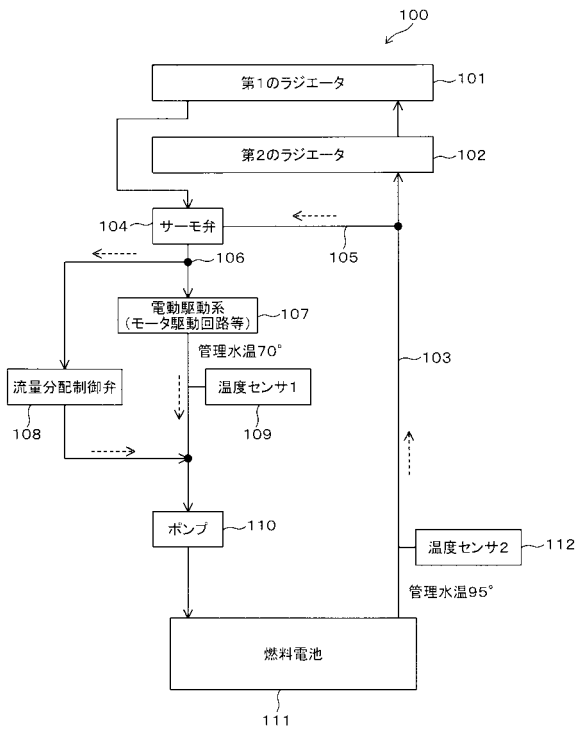 100
第1のラジエータ
101
第2のラジエータ
102
104
サーモ弁
105
106
電動駆動系
(モータ駆動回路等)
107
管理水温70°
103
流量分配制御弁
108
温度センサ1
109
ポンプ
110
温度センサ2
112
管理水温95°
燃料電池
111